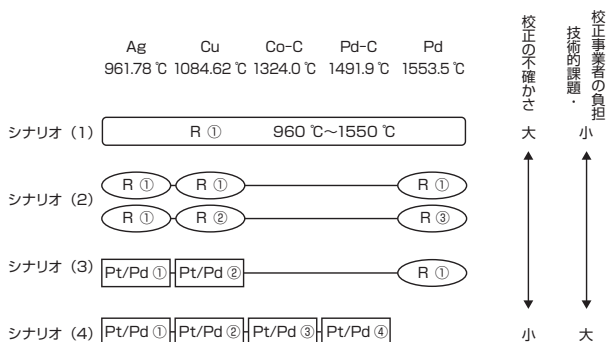 Ag Cu Co-C Pd-C Pd
961.78 ℃ 1084.62 ℃ 1324.0 ℃ 1491.9 ℃ 1553.5 ℃
校正の不確かさ
技術的課題・
校正事業者の負担
シナリオ（1） R ① 960 ℃～1550 ℃ 大 小
シナリオ（2）
R ① R ① R ①
R ① R ② R ③
シナリオ（3） Pt/Pd ① Pt/Pd ② R ①
シナリオ（4） Pt/Pd ① Pt/Pd ② Pt/Pd ③ Pt/Pd ④ 小 大